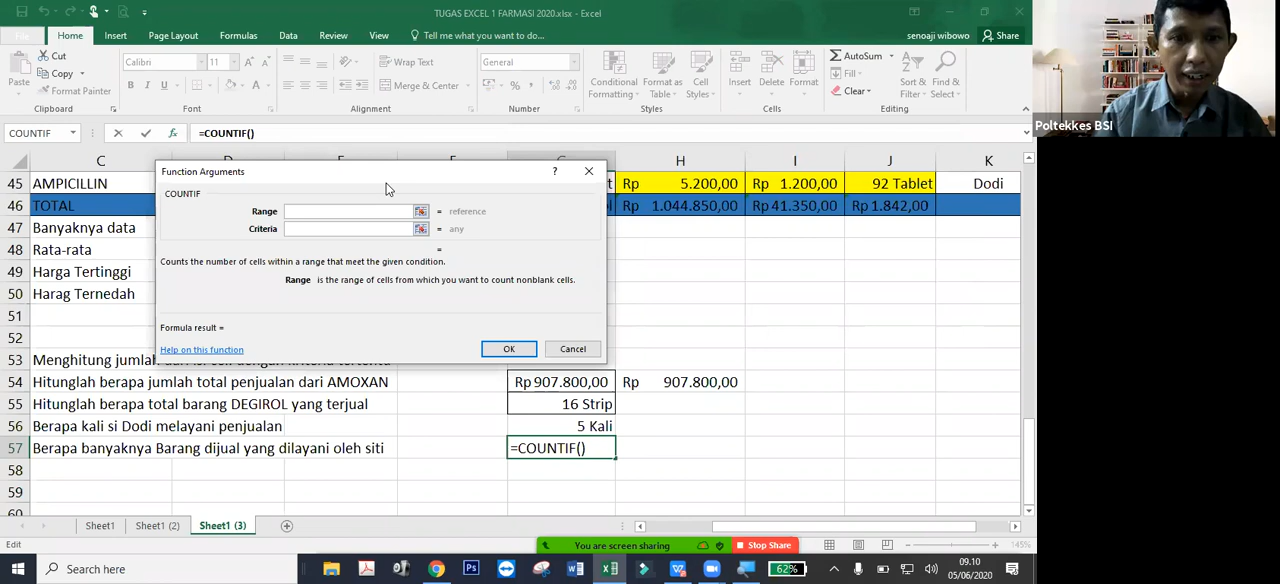 TUGAS EXCEL 1 FARMASI 2020.xlsx - Excel
File Home Insert Page Layout Formulas Data Review View Tell me what you want to do... senoaji wibowo Share
Paste Cut Copy Format Painter Clipboard
Calibri 11 B I U Font
Wrap Text Merge & Center Alignment
General % Number
Conditional Formatting Format as Table Cell Styles Styles
Insert Delete Format Cells
AutoSum Fill Clear Sort & Filter Find & Select Editing
Poltekkes BSI
COUNTIF fx =COUNTIF()
C H I J K
45 AMPICILLIN Rp 5.200,00 Rp 1.200,00 92 Tablet Dodi
46 TOTAL Rp 1.044.850,00 Rp 41.350,00 Rp 1.842,00
47 Banyaknya data
48 Rata-rata
49 Harga Tertinggi
50 Harag Ternedah
51
52
53 Menghitung jumlah
54 Hitunglah berapa jumlah total penjualan dari AMOXAN Rp 907.800,00 Rp 907.800,00
55 Hitunglah berapa total barang DEGIROL yang terjual 16 Strip
56 Berapa kali si Dodi melayani penjualan 5 Kali
57 Berapa banyaknya Barang dijual yang dilayani oleh siti =COUNTIF()
58
59
60
Function Arguments ?
COUNTIF
Range = reference
Criteria = any
=
Counts the number of cells within a range that meet the given condition.
Range is the range of cells from which you want to count nonblank cells.
Formula result =
Help on this function OK Cancel
Sheet1 Sheet1 (2) Sheet1 (3)
Edit You are screen sharing Stop Share 145%
Search here 62% 09.10
05/06/2020